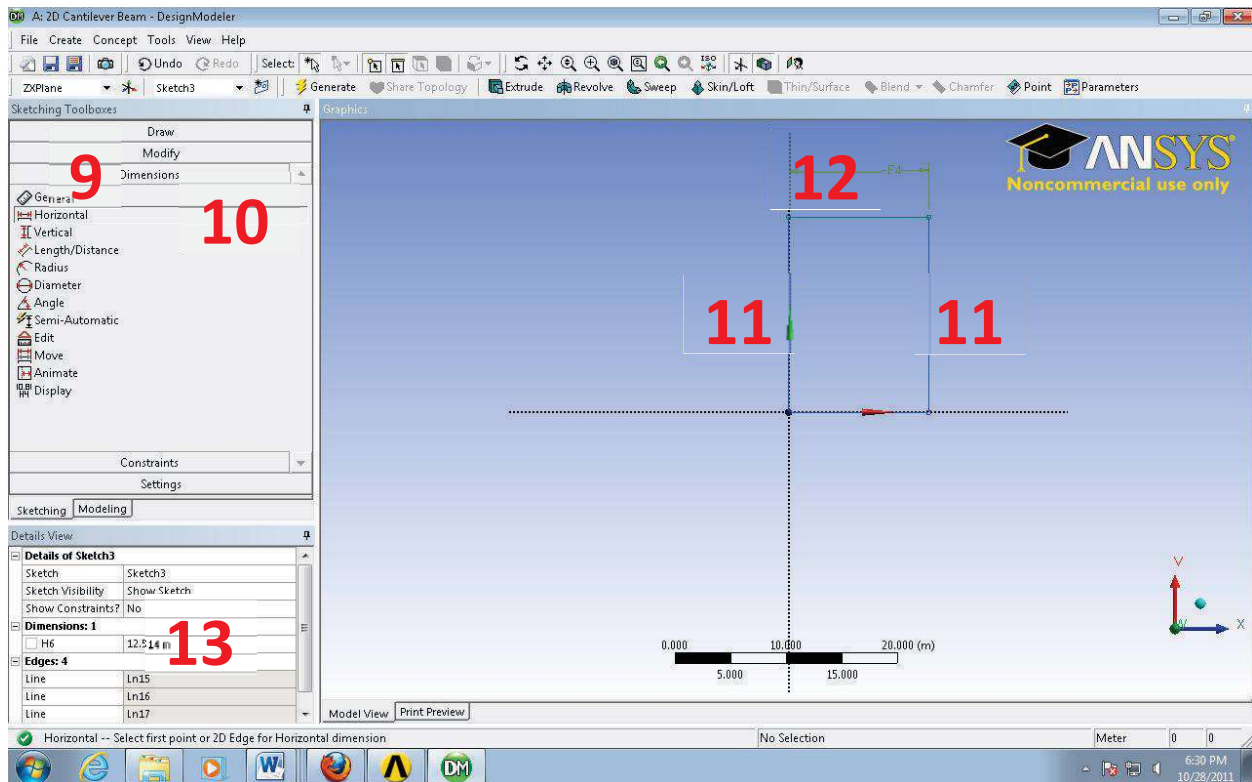 A: 2D Cantilever Beam - DesignModeler
File Create Concept Tools View Help
Undo Redo Select:
ISO
ZXPlane Sketch3 Generate Share Topology Extrude Revolve Sweep Skin/Loft Thin/Surface Blend Chamfer Point Parameters
Sketching Toolboxes
Draw
Modify
Dimensions
General
Horizontal
Vertical
Length/Distance
Radius
Diameter
Angle
Semi-Automatic
Edit
Move
Animate
Display
Constraints
Settings
Sketching Modeling
9
10
Details View
Details of Sketch3
Sketch Sketch3
Sketch Visibility Show Sketch
Show Constraints? No
Dimensions: 1
H6 12.514 m
13
Edges: 4
Line Ln15
Line Ln16
Line Ln17
Graphics
12
11 11
ANSYS
Noncommercial use only
0.000 10.000 20.000 (m)
5.000 15.000
Y
X
Model View Print Preview
Horizontal -- Select first point or 2D Edge for Horizontal dimension No Selection Meter 0 0
W DM
6:30 PM
10/28/2011